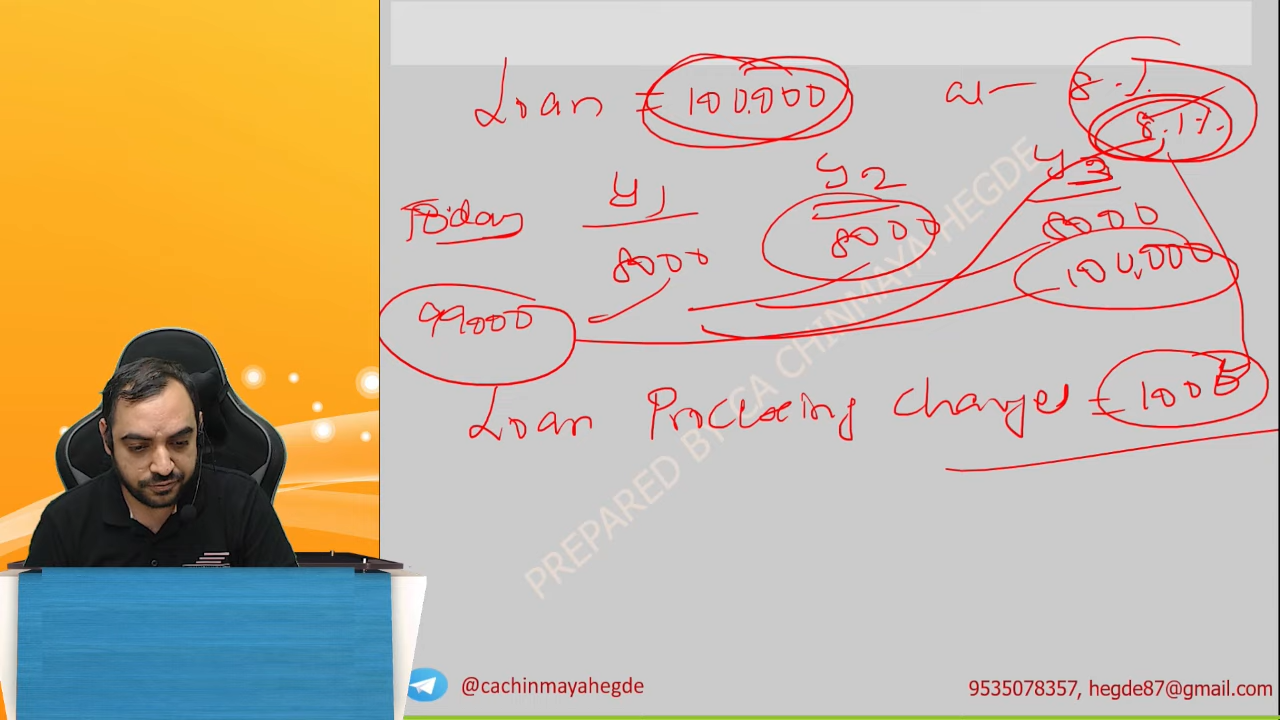 Loan = 100,000 at 8%
8.1%
Today Y1 Y2 Y3
8000 8000 8000
99000 100,000
Loan Processing charges = 1000
PREPARED BY CA CHINMAYA HEGDE
@cachinmayahegde
9535078357, hegde87@gmail.com